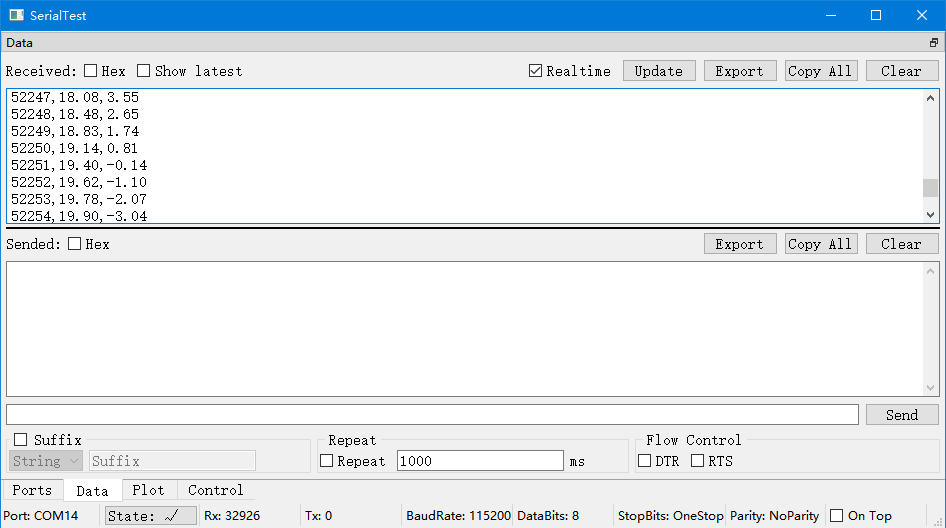 SerialTest
Data
Received: Hex Show latest Realtime Update Export Copy All Clear
52247,18.08,3.55
52248,18.48,2.65
52249,18.83,1.74
52250,19.14,0.81
52251,19.40,-0.14
52252,19.62,-1.10
52253,19.78,-2.07
52254,19.90,-3.04
Sended: Hex Export Copy All Clear
Send
Suffix Repeat Flow Control
String Suffix Repeat 1000 ms DTR RTS
Ports Data Plot Control
Port: COM14 State: ✓ Rx: 32926 Tx: 0 BaudRate: 115200 DataBits: 8 StopBits: OneStop Parity: NoParity On Top